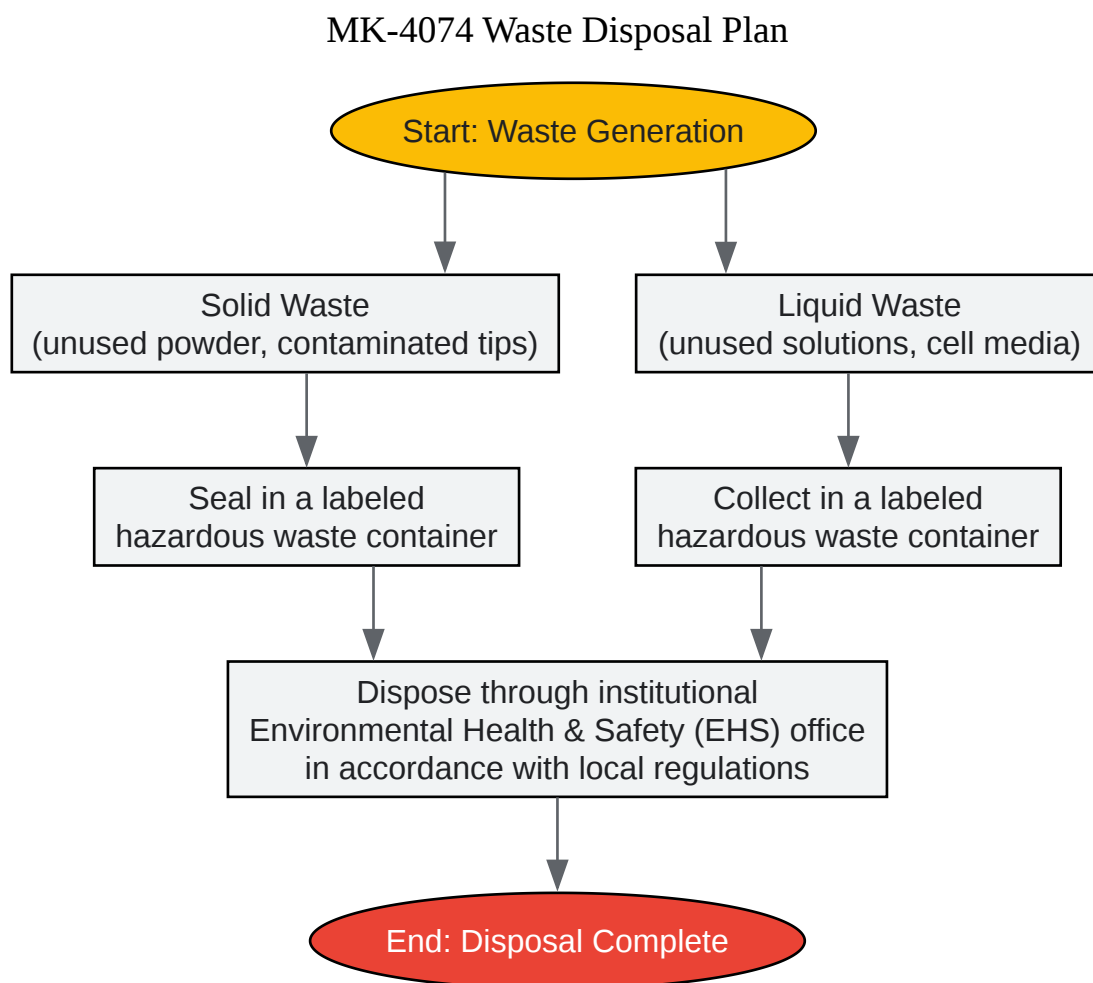 MK-4074 Waste Disposal Plan
Start: Waste Generation
Solid Waste
(unused powder, contaminated tips)
Liquid Waste
(unused solutions, cell media)
Seal in a labeled
hazardous waste container
Collect in a labeled
hazardous waste container
Dispose through institutional
Environmental Health & Safety (EHS) office
in accordance with local regulations
End: Disposal Complete